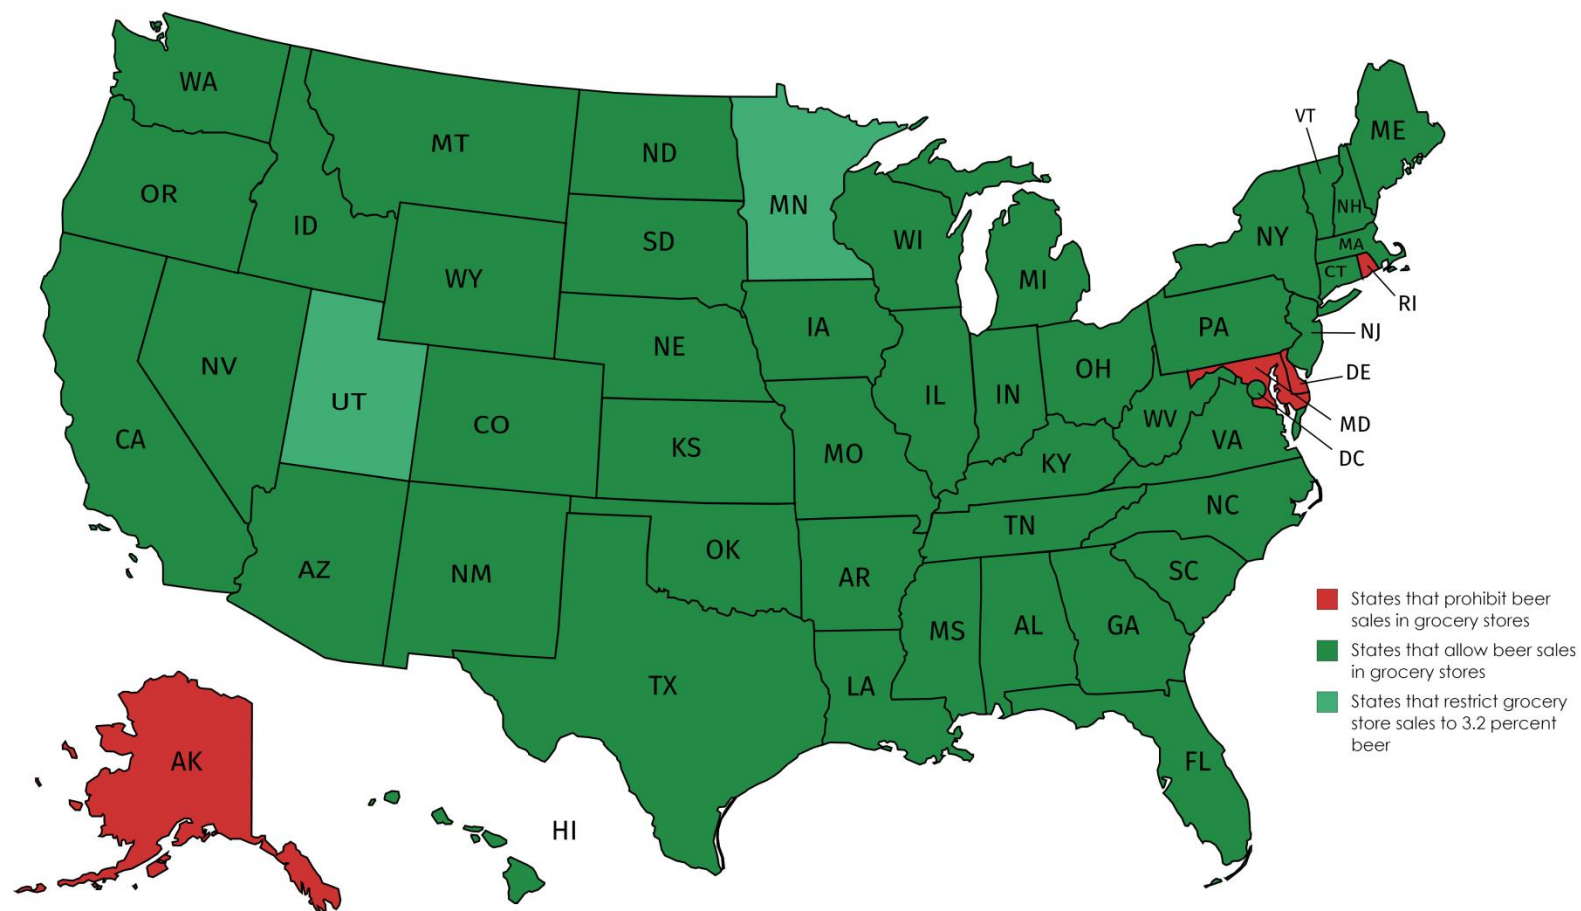 WA
MT
ND
MN
VT
ME
OR
ID
SD
WI
NH
NY
MA
WY
MI
CT
RI
IA
PA
NJ
NE
NV
OH
DE
UT
IL
IN
CO
WV
MD
CA
KS
MO
VA
DC
KY
NC
TN
OK
AZ
NM
AR
SC
MS
AL
GA
TX
LA
AK
FL
HI
States that prohibit beer
sales in grocery stores
States that allow beer sales
in grocery stores
States that restrict grocery
store sales to 3.2 percent
beer